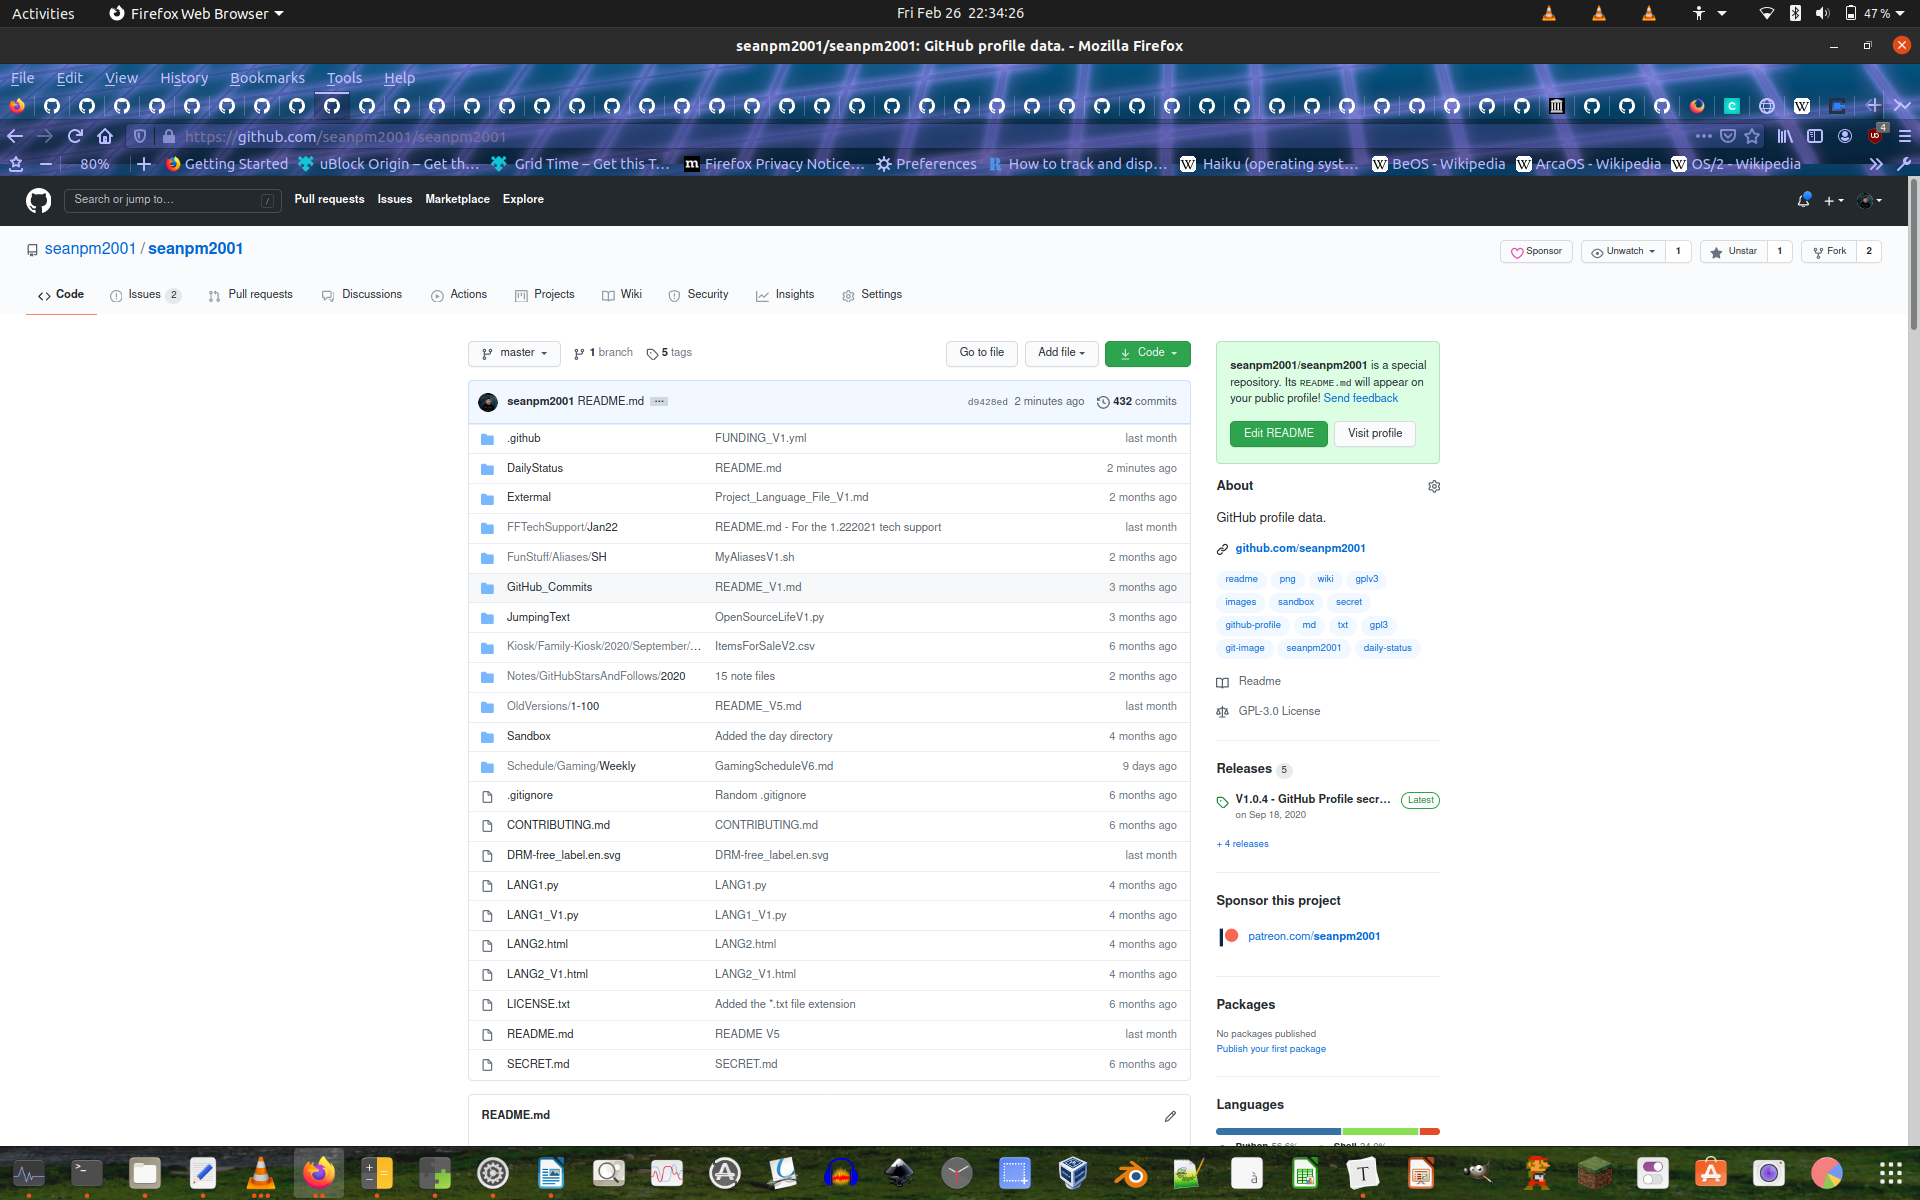 Activities
Firefox Web Browser
Fri Feb 26  22:34:26
47 %
seanpm2001/seanpm2001: GitHub profile data. - Mozilla Firefox
File Edit View History Bookmarks Tools Help
https://github.com/seanpm2001/seanpm2001
4
80%
Getting Started
uBlock Origin – Get th…
Grid Time – Get this T…
Firefox Privacy Notice…
Preferences
How to track and disp…
Haiku (operating syst…
BeOS - Wikipedia
ArcaOS - Wikipedia
OS/2 - Wikipedia
Search or jump to…
/
Pull requests Issues Marketplace Explore
seanpm2001 / seanpm2001
Sponsor
Unwatch 1
Unstar 1
Fork 2
Code
Issues 2
Pull requests
Discussions
Actions
Projects
Wiki
Security
Insights
Settings
master
1 branch
5 tags
Go to file
Add file
Code
seanpm2001 README.md ···
d9428ed 2 minutes ago
432 commits
.github FUNDING_V1.yml last month
DailyStatus README.md 2 minutes ago
Extermal Project_Language_File_V1.md 2 months ago
FFTechSupport/Jan22 README.md - For the 1.222021 tech support last month
FunStuff/Aliases/SH MyAliasesV1.sh 2 months ago
GitHub_Commits README_V1.md 3 months ago
JumpingText OpenSourceLifeV1.py 3 months ago
Kiosk/Family-Kiosk/2020/September/… ItemsForSaleV2.csv 6 months ago
Notes/GitHubStarsAndFollows/2020 15 note files 2 months ago
OldVersions/1-100 README_V5.md last month
Sandbox Added the day directory 4 months ago
Schedule/Gaming/Weekly GamingScheduleV6.md 9 days ago
.gitignore Random .gitignore 6 months ago
CONTRIBUTING.md CONTRIBUTING.md 6 months ago
DRM-free_label.en.svg DRM-free_label.en.svg last month
LANG1.py LANG1.py 4 months ago
LANG1_V1.py LANG1_V1.py 4 months ago
LANG2.html LANG2.html 4 months ago
LANG2_V1.html LANG2_V1.html 4 months ago
LICENSE.txt Added the *.txt file extension 6 months ago
README.md README V5 last month
SECRET.md SECRET.md 6 months ago
README.md
seanpm2001/seanpm2001 is a special
repository. Its README.md will appear on
your public profile! Send feedback
Edit README
Visit profile
About
GitHub profile data.
github.com/seanpm2001
readme png wiki gplv3
images sandbox secret
github-profile md txt gpl3
git-image seanpm2001 daily-status
Readme
GPL-3.0 License
Releases 5
V1.0.4 - GitHub Profile secr… Latest
on Sep 18, 2020
+ 4 releases
Sponsor this project
patreon.com/seanpm2001
Packages
No packages published
Publish your first package
Languages